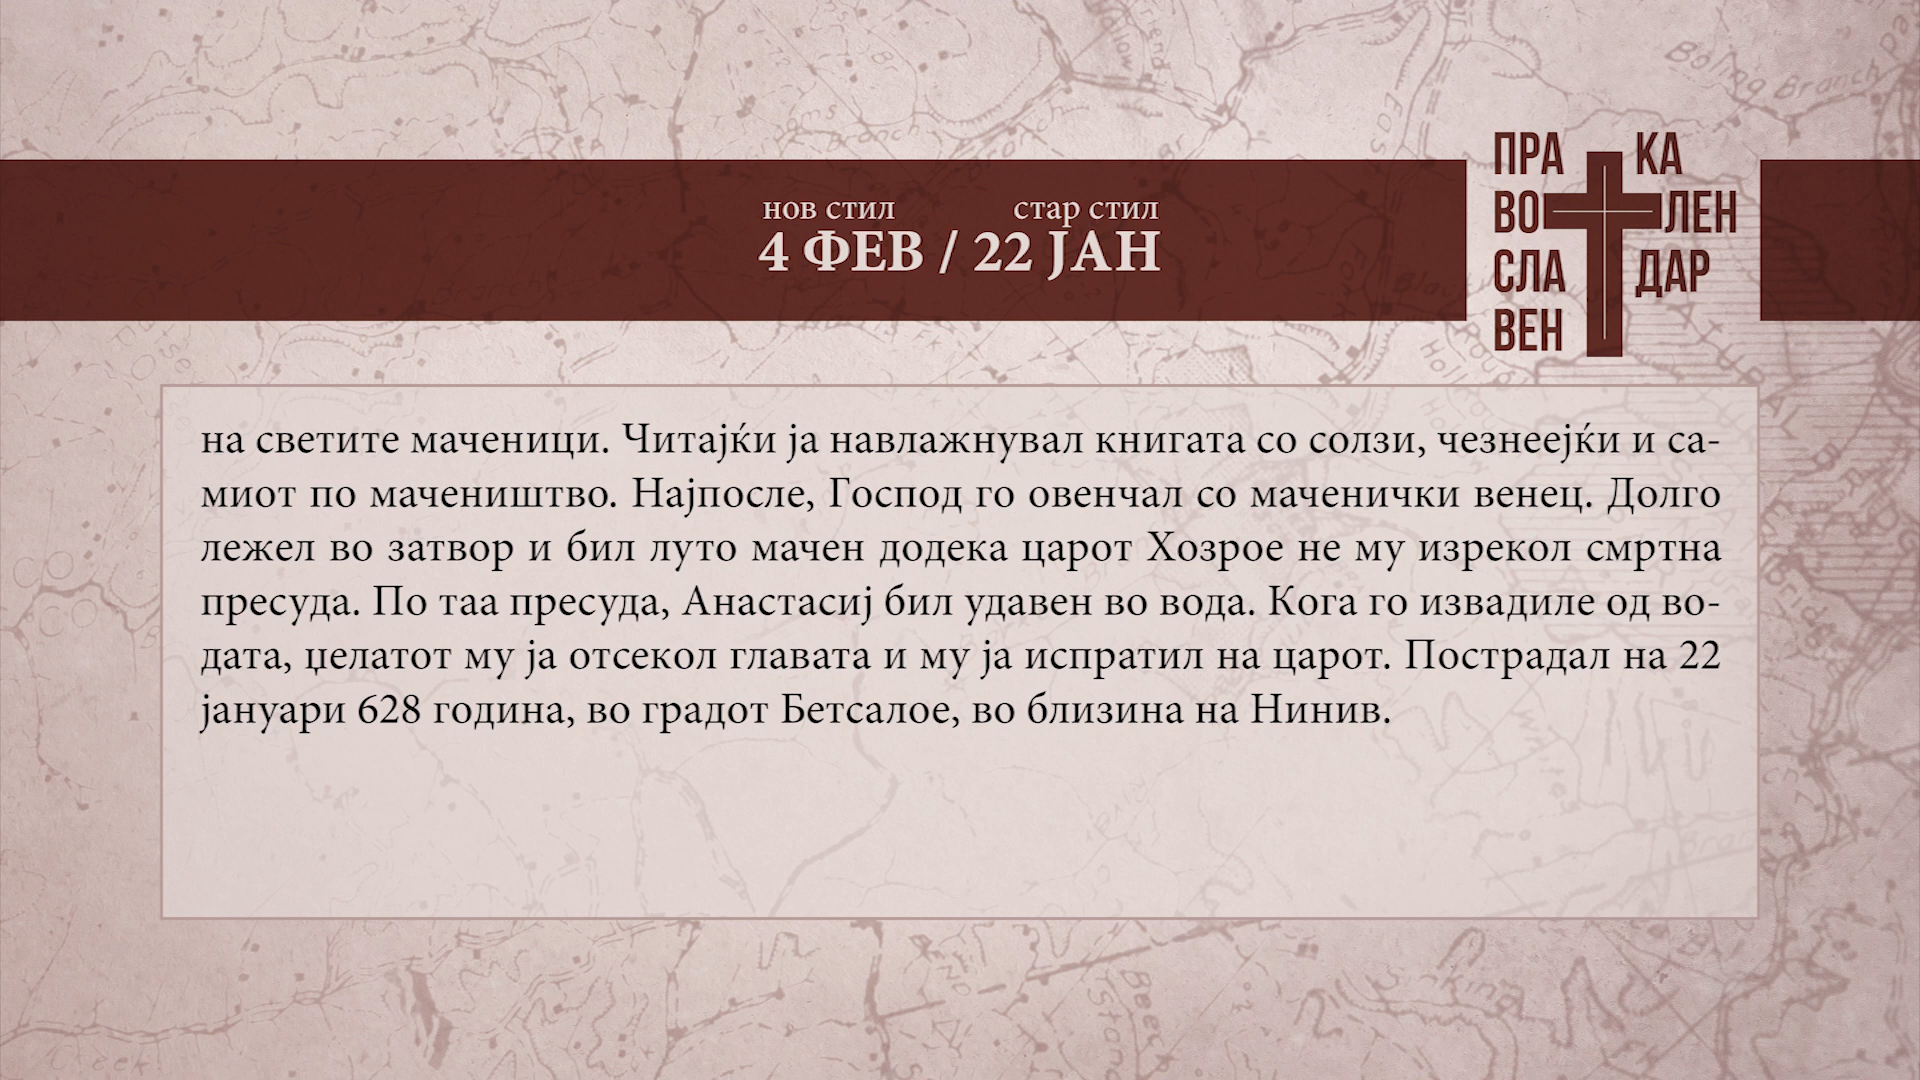 нов стил стар стил
4 ФЕВ / 22 ЈАН
ПРА КА
ВО ЛЕН
СЛА ДАР
ВЕН
на светите маченици. Читајќи ја навлажнувал книгата со солзи, чезнеејќи и са-
миот по мачеништво. Најпосле, Господ го овенчал со маченички венец. Долго
лежел во затвор и бил луто мачен додека царот Хозрое не му изрекол смртна
пресуда. По таа пресуда, Анастасиј бил удавен во вода. Кога го извадиле од во-
дата, џелатот му ја отсекол главата и му ја испратил на царот. Пострадал на 22
јануари 628 година, во градот Бетсалое, во близина на Нинив.
Boling Branch
Creek